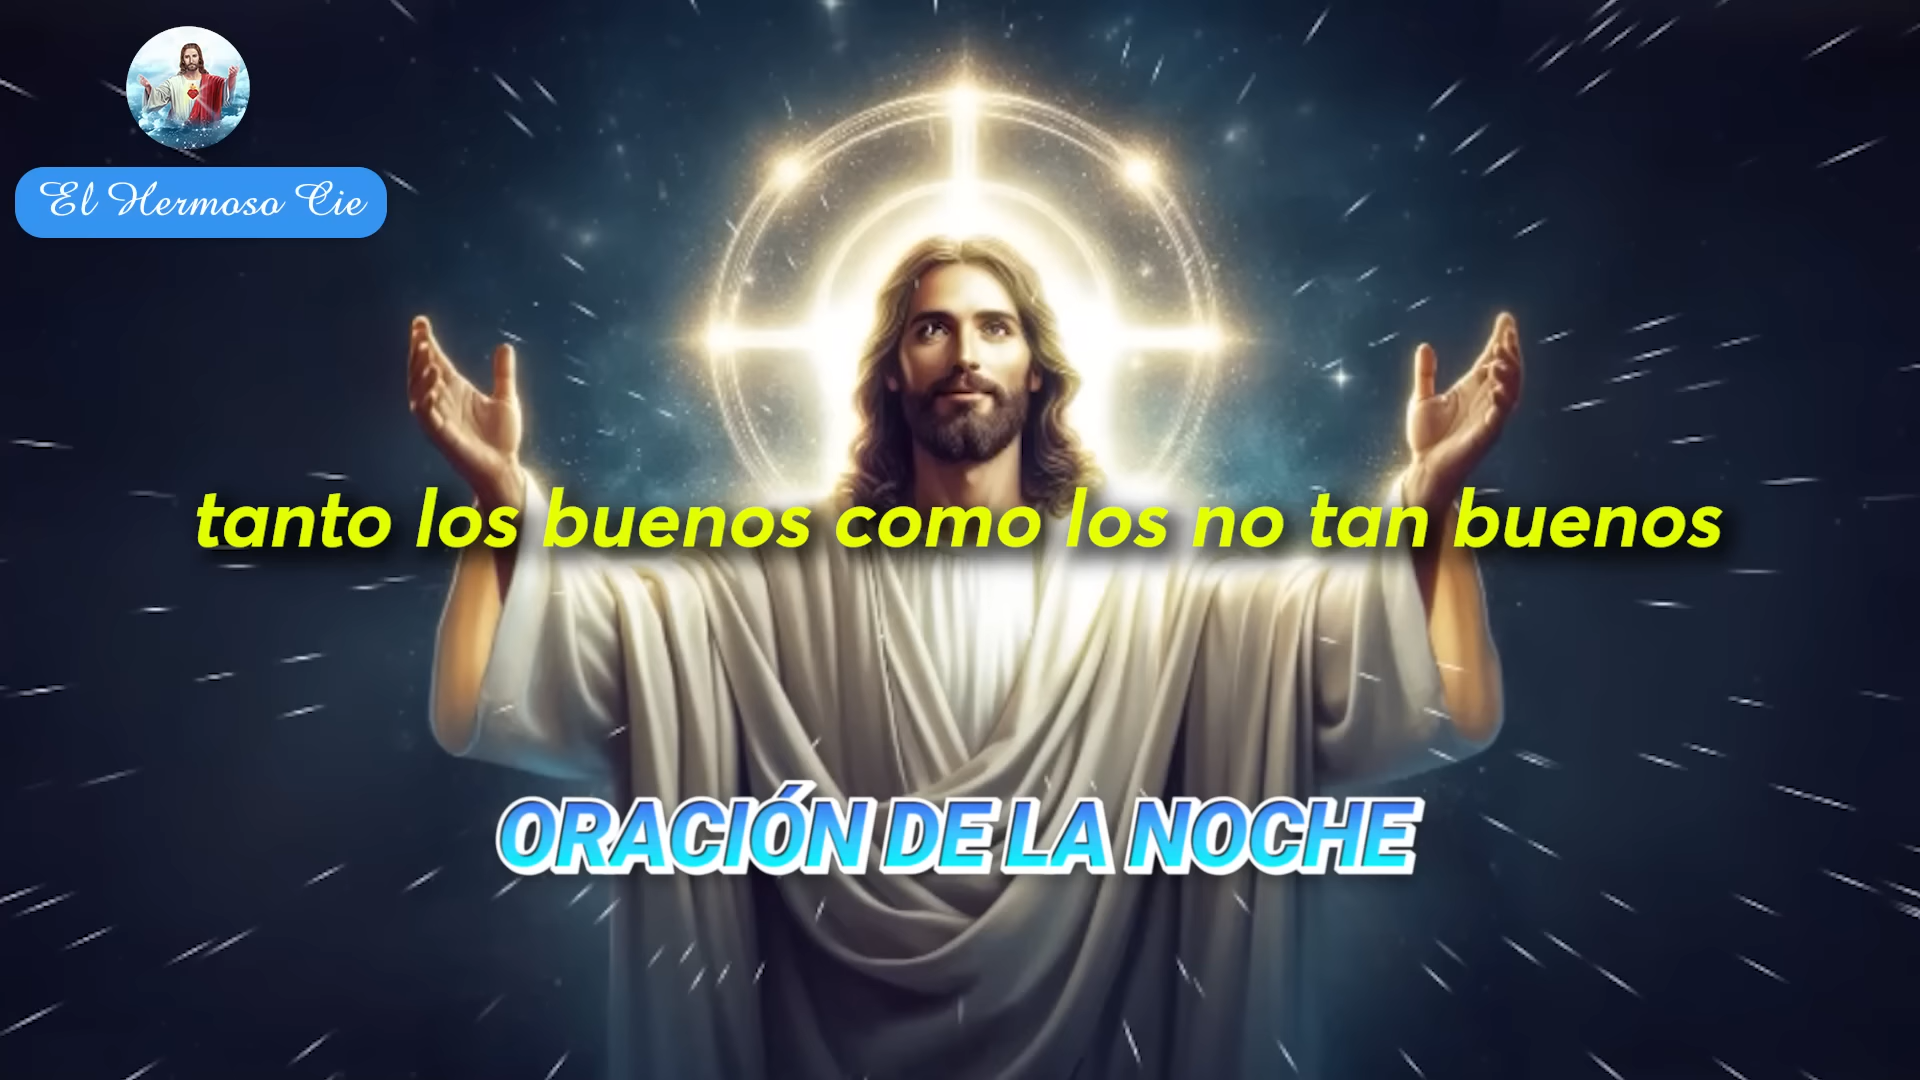 El Hermoso Cie
tanto los buenos como los no tan buenos
ORACIÓN DE LA NOCHE